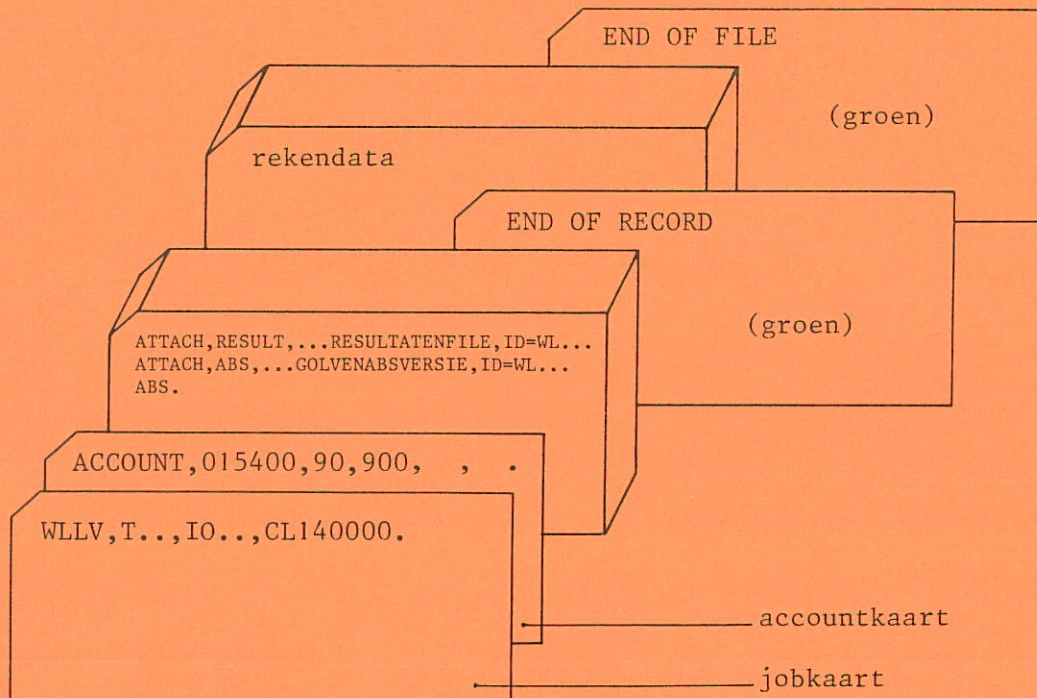 END OF FILE
(groen)
rekendata
END OF RECORD
(groen)
ATTACH,RESULT,...RESULTATENFILE,ID=WL...
ATTACH,ABS,...GOLVENABSVERSIE,ID=WL...
ABS.
ACCOUNT,015400,90,900, , .
WLLV,T..,IO..,CL140000.
accountkaart
jobkaart